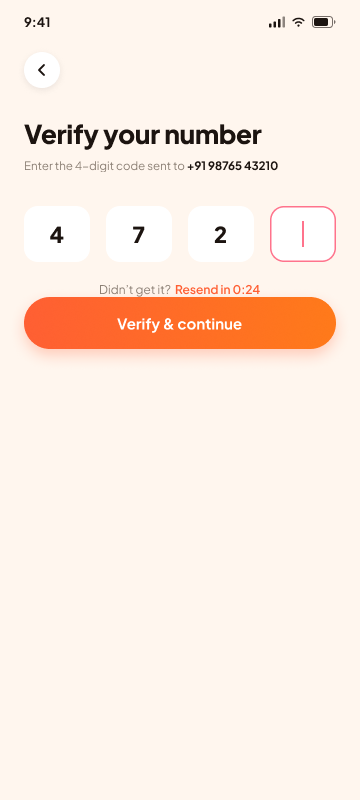 9:41
Verify your number
Enter the 4-digit code sent to +91 98765 43210
4 7 2
Didn't get it? Resend in 0:24
Verify & continue